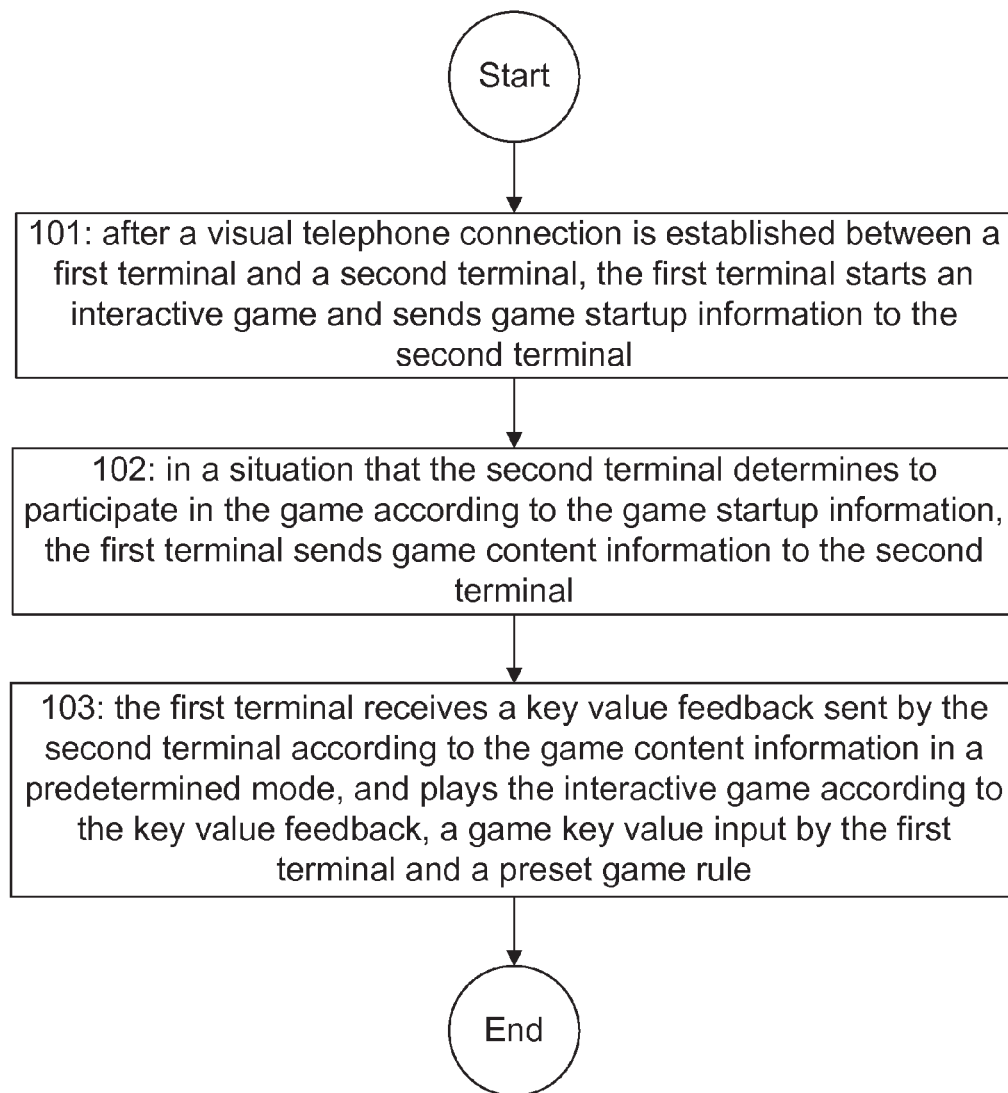 Start
101: after a visual telephone connection is established between a
first terminal and a second terminal, the first terminal starts an
interactive game and sends game startup information to the
second terminal
102: in a situation that the second terminal determines to
participate in the game according to the game startup information,
the first terminal sends game content information to the second
terminal
103: the first terminal receives a key value feedback sent by the
second terminal according to the game content information in a
predetermined mode, and plays the interactive game according to
the key value feedback, a game key value input by the first
terminal and a preset game rule
End